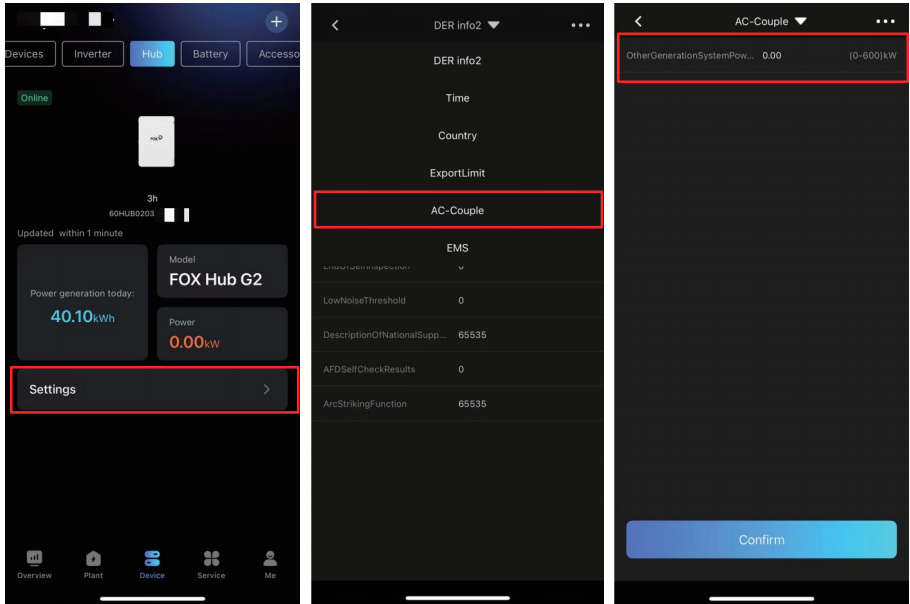 Devices
Inverter
Hub
Battery
Accesso
Online
FOX
3h
60HUB0203
Updated within 1 minute
Power generation today:
40.10kWh
Model
FOX Hub G2
Power
0.00kW
Settings
Overview
Plant
Device
Service
Me
DER info2
DER info2
Time
Country
ExportLimit
AC-Couple
EMS
EndOfSelfInspection 0
LowNoiseThreshold 0
DescriptionOfNationalSupp... 65535
AFDSelfCheckResults 0
ArcStrikingFunction 65535
AC-Couple
OtherGenerationSystemPow... 0.00 (0-600)kW
Confirm